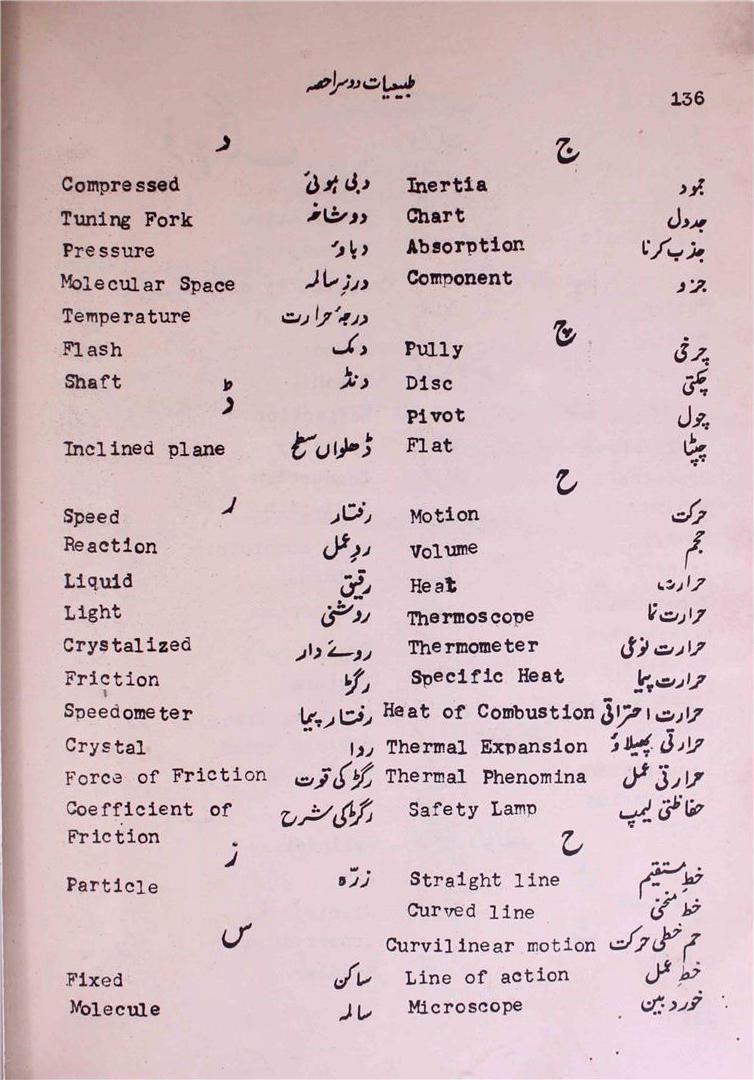 طبیعیات دوسرا حصہ
136
ج
Inertia جمود
Chart جدول
Absorption جذب کرنا
Component جزو
چ
Pully چرخی
Disc چکتی
Pivot چول
Flat چپٹا
ح
Motion حرکت
Volume حجم
Heat حرارت
Thermoscope حرارت نما
Thermometer حرارت نوعی
Specific Heat حرارت پیما
Heat of Combustion حرارت احتراقی
Thermal Expansion حرارتی پھیلاؤ
Thermal Phenomina حرارتی عمل
Safety Lamp حفاظتی لیمپ
ح
Straight line خطِ مستقیم
Curved line خط منحنی
Curvilinear motion خطی حرکت
Line of action خطِ عمل
Microscope خوردبین
د
Compressed دبی ہوئی
Tuning Fork دوشاخہ
Pressure دباؤ
Molecular Space درزِ سالمہ
Temperature درجۂ حرارت
Flash دمک
Shaft دنڈ
ڈ
Inclined plane ڈھلواں سطح
ر
Speed رفتار
Reaction ردِعمل
Liquid رقیق
Light روشنی
Crystalized روئے دار
Friction رگڑ
Speedometer رفتار پیما
Crystal ردا
Force of Friction رگڑ کی قوت
Coefficient of رگڑ کی شرح
Friction
ز
Particle زرّہ
س
Fixed ساکن
Molecule سالمہ